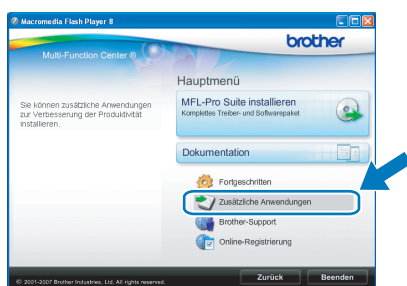 Macromedia Flash Player 8
brother
Multi-Function Center ®
Hauptmenü
Sie können zusätzliche Anwendungen
zur Verbesserung der Produktivität
installieren.
MFL-Pro Suite installieren
Komplettes Treiber- und Softwarepaket
Dokumentation
Fortgeschritten
Zusätzliche Anwendungen
Brother-Support
Online-Registrierung
© 2001-2007 Brother Industries, Ltd. All rights reserved.
Zurück
Beenden